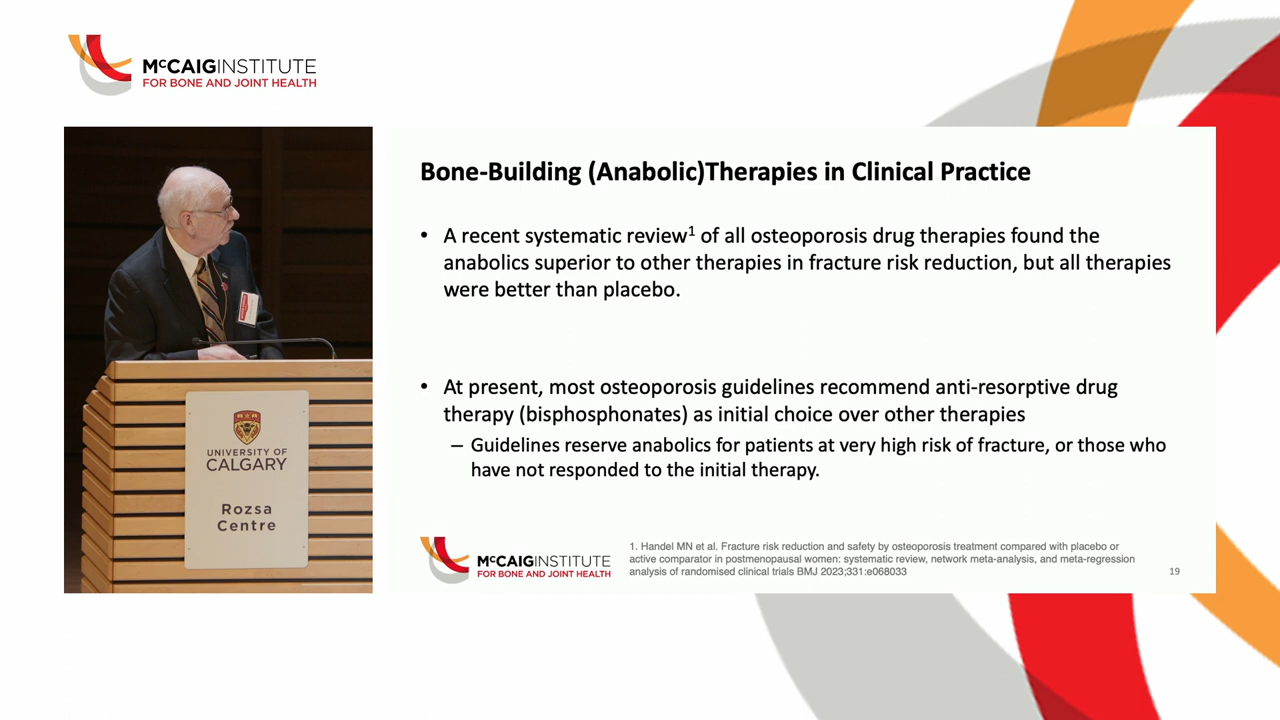 McCAIGINSTITUTE
FOR BONE AND JOINT HEALTH
UNIVERSITY OF
CALGARY
Rozsa
Centre
Bone-Building (Anabolic)Therapies in Clinical Practice
• A recent systematic review1 of all osteoporosis drug therapies found the
anabolics superior to other therapies in fracture risk reduction, but all therapies
were better than placebo.
• At present, most osteoporosis guidelines recommend anti-resorptive drug
therapy (bisphosphonates) as initial choice over other therapies
– Guidelines reserve anabolics for patients at very high risk of fracture, or those who
have not responded to the initial therapy.
McCAIGINSTITUTE
FOR BONE AND JOINT HEALTH
1. Handel MN et al. Fracture risk reduction and safety by osteoporosis treatment compared with placebo or
active comparator in postmenopausal women: systematic review, network meta-analysis, and meta-regression
analysis of randomised clinical trials BMJ 2023;331:e068033
19